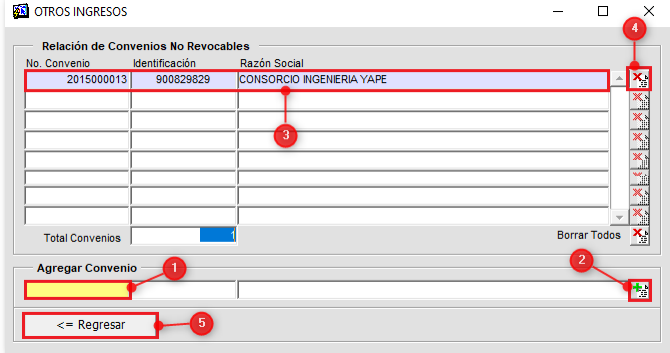 OTROS INGRESOS
4
Relación de Convenios No Revocables
No. Convenio Identificación Razón Social
2015000013 900829829 CONSORCIO INGENIERIA YAPE
3
Total Convenios 1 Borrar Todos
Agregar Convenio 1 2
<= Regresar 5